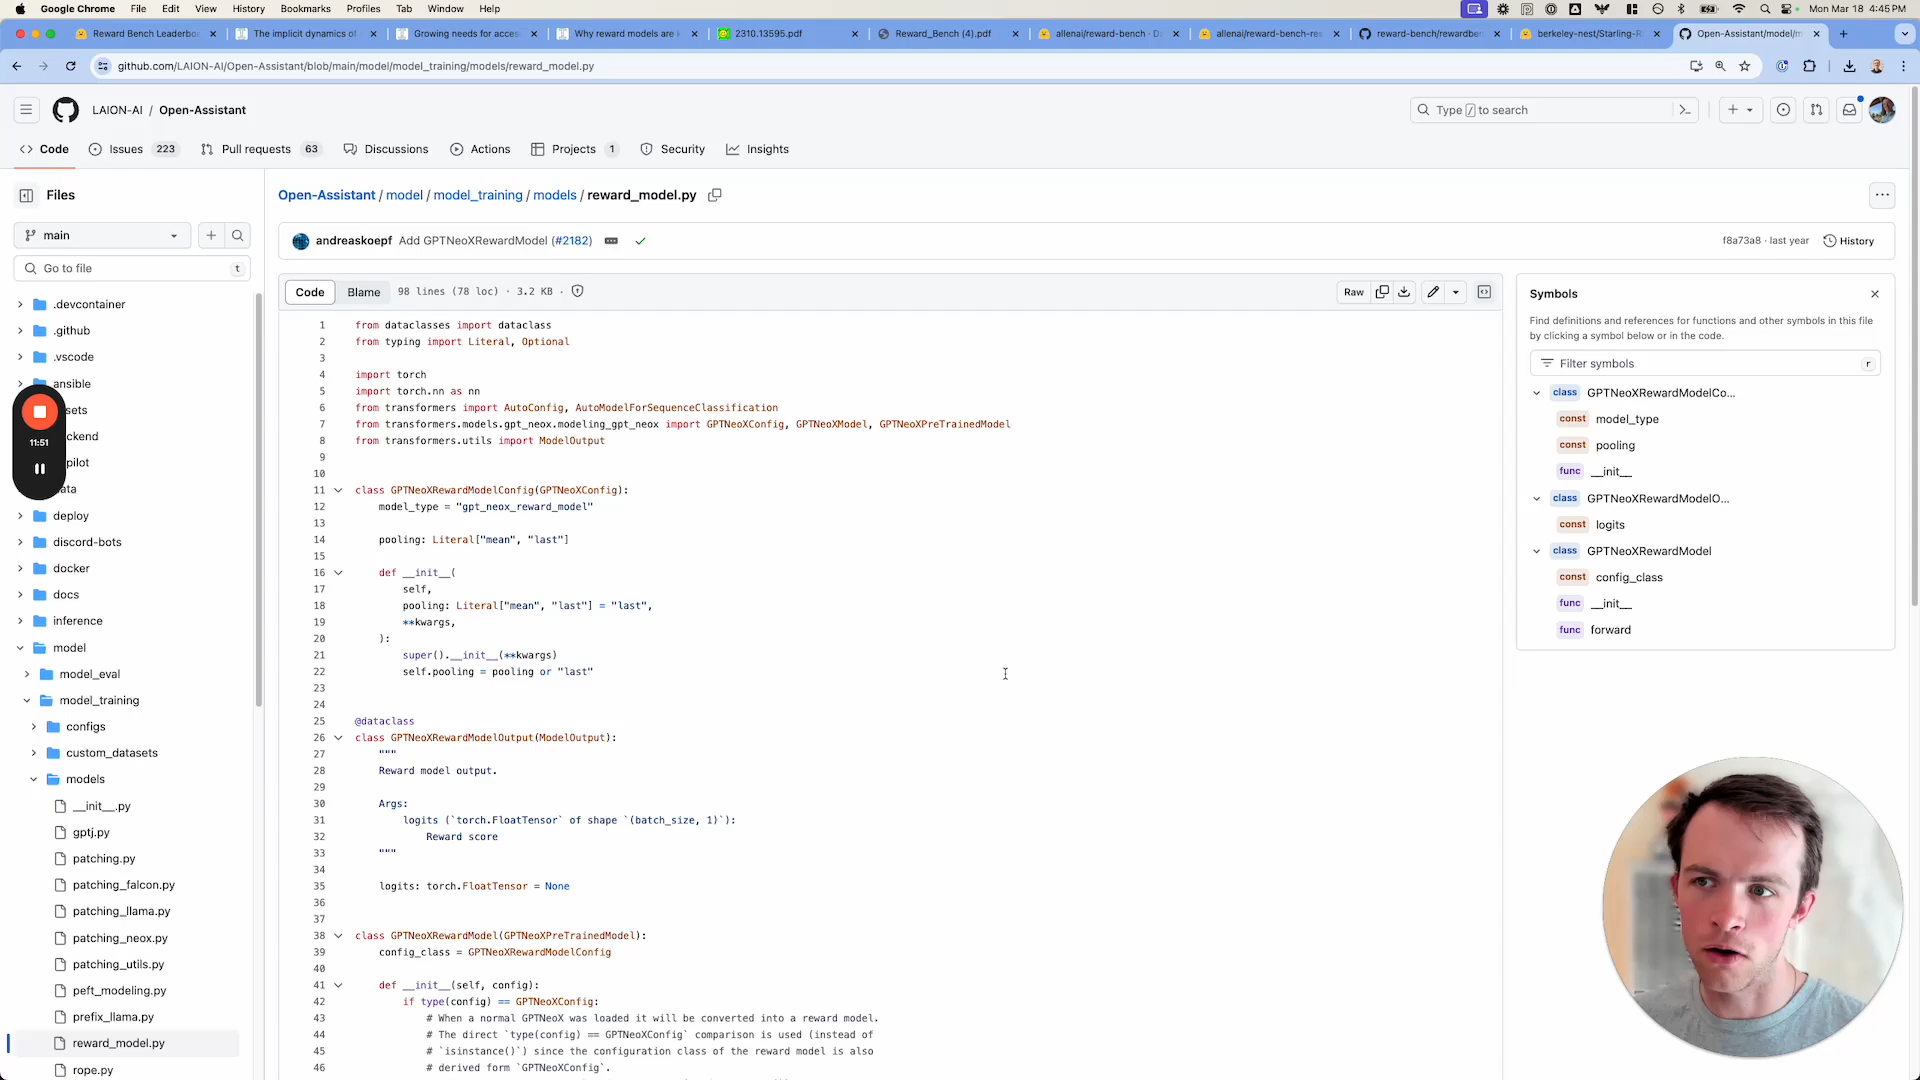 Google Chrome File Edit View History Bookmarks Profiles Tab Window Help Mon Mar 18 4:45 PM
Reward Bench Leaderbo The implicit dynamics of Growing needs for acces Why reward models are k 2310.13595.pdf Reward_Bench (4).pdf allenai/reward-bench · D allenai/reward-bench-re reward-bench/rewardben berkeley-nest/Starling-R Open-Assistant/model/m
github.com/LAION-AI/Open-Assistant/blob/main/model/model_training/models/reward_model.py
LAION-AI / Open-Assistant
Type / to search
Code Issues 223 Pull requests 63 Discussions Actions Projects 1 Security Insights
Files
Open-Assistant / model / model_training / models / reward_model.py
main
andreaskoepf Add GPTNeoXRewardModel (#2182)
f8a73a8 · last year History
Go to file t
Code Blame 98 lines (78 loc) · 3.2 KB ·
Raw
.devcontainer
.github
.vscode
ansible
sets
ckend
pilot
ata
deploy
discord-bots
docker
docs
inference
model
model_eval
model_training
configs
custom_datasets
models
__init__.py
gptj.py
patching.py
patching_falcon.py
patching_llama.py
patching_neox.py
patching_utils.py
peft_modeling.py
prefix_llama.py
reward_model.py
rope.py
11:51
1 from dataclasses import dataclass
2 from typing import Literal, Optional
3
4 import torch
5 import torch.nn as nn
6 from transformers import AutoConfig, AutoModelForSequenceClassification
7 from transformers.models.gpt_neox.modeling_gpt_neox import GPTNeoXConfig, GPTNeoXModel, GPTNeoXPreTrainedModel
8 from transformers.utils import ModelOutput
9
10
11 class GPTNeoXRewardModelConfig(GPTNeoXConfig):
12 model_type = "gpt_neox_reward_model"
13
14 pooling: Literal["mean", "last"]
15
16 def __init__(
17 self,
18 pooling: Literal["mean", "last"] = "last",
19 **kwargs,
20 ):
21 super().__init__(**kwargs)
22 self.pooling = pooling or "last"
23
24
25 @dataclass
26 class GPTNeoXRewardModelOutput(ModelOutput):
27 """
28 Reward model output.
29
30 Args:
31 logits (`torch.FloatTensor` of shape `(batch_size, 1)`):
32 Reward score
33 """
34
35 logits: torch.FloatTensor = None
36
37
38 class GPTNeoXRewardModel(GPTNeoXPreTrainedModel):
39 config_class = GPTNeoXRewardModelConfig
40
41 def __init__(self, config):
42 if type(config) == GPTNeoXConfig:
43 # When a normal GPTNeoX was loaded it will be converted into a reward model.
44 # The direct `type(config) == GPTNeoXConfig` comparison is used (instead of
45 # `isinstance()`) since the configuration class of the reward model is also
46 # derived form `GPTNeoXConfig`.
Symbols
Find definitions and references for functions and other symbols in this file
by clicking a symbol below or in the code.
Filter symbols r
class GPTNeoXRewardModelCo...
const model_type
const pooling
func __init__
class GPTNeoXRewardModelO...
const logits
class GPTNeoXRewardModel
const config_class
func __init__
func forward